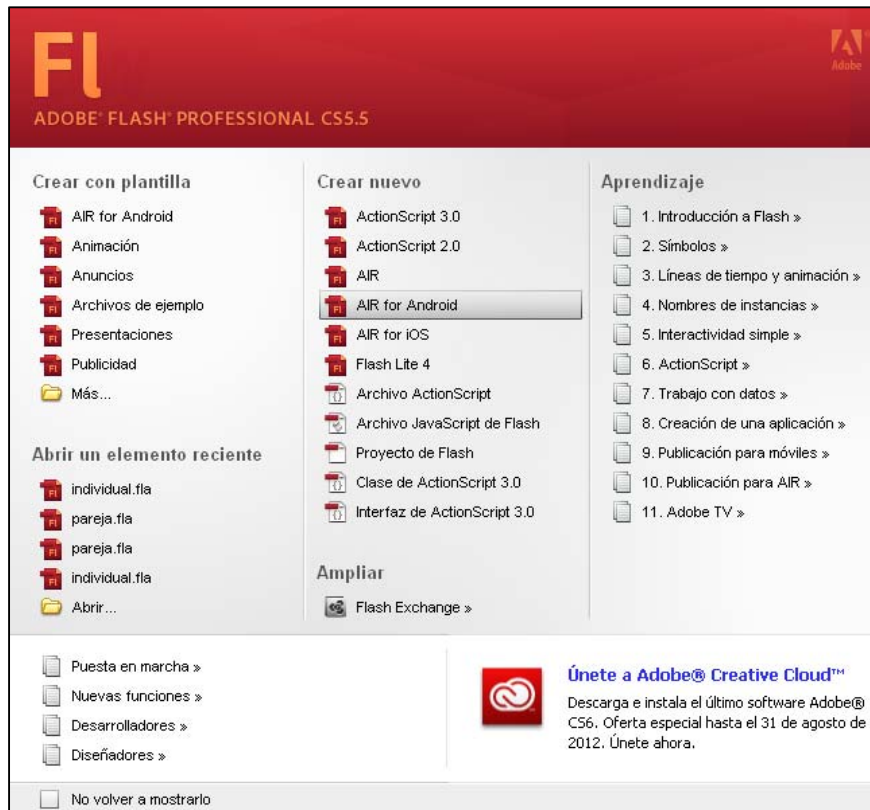 Fl
Adobe
ADOBE® FLASH® PROFESSIONAL CS5.5
Crear con plantilla
AIR for Android
Animación
Anuncios
Archivos de ejemplo
Presentaciones
Publicidad
Más...
Abrir un elemento reciente
individual.fla
pareja.fla
pareja.fla
individual.fla
Abrir...
Crear nuevo
ActionScript 3.0
ActionScript 2.0
AIR
AIR for Android
AIR for iOS
Flash Lite 4
Archivo ActionScript
Archivo JavaScript de Flash
Proyecto de Flash
Clase de ActionScript 3.0
Interfaz de ActionScript 3.0
Ampliar
Flash Exchange »
Aprendizaje
1. Introducción a Flash »
2. Símbolos »
3. Líneas de tiempo y animación »
4. Nombres de instancias »
5. Interactividad simple »
6. ActionScript »
7. Trabajo con datos »
8. Creación de una aplicación »
9. Publicación para móviles »
10. Publicación para AIR »
11. Adobe TV »
Puesta en marcha »
Nuevas funciones »
Desarrolladores »
Diseñadores »
Únete a Adobe® Creative Cloud™
Descarga e instala el último software Adobe®
CS6. Oferta especial hasta el 31 de agosto de
2012. Únete ahora.
No volver a mostrarlo